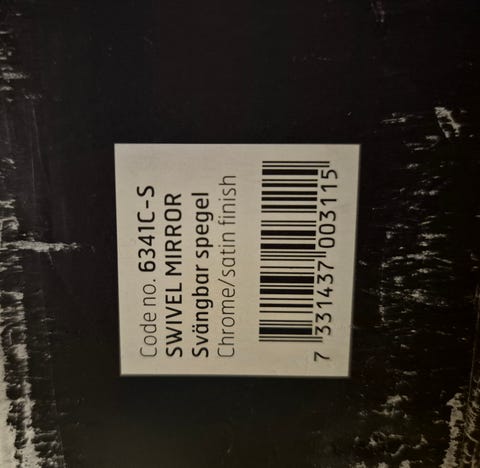 Code no. 6341C-S
SWIVEL MIRROR
Svängbar spegel
Chrome/satin finish
7 331437 003115